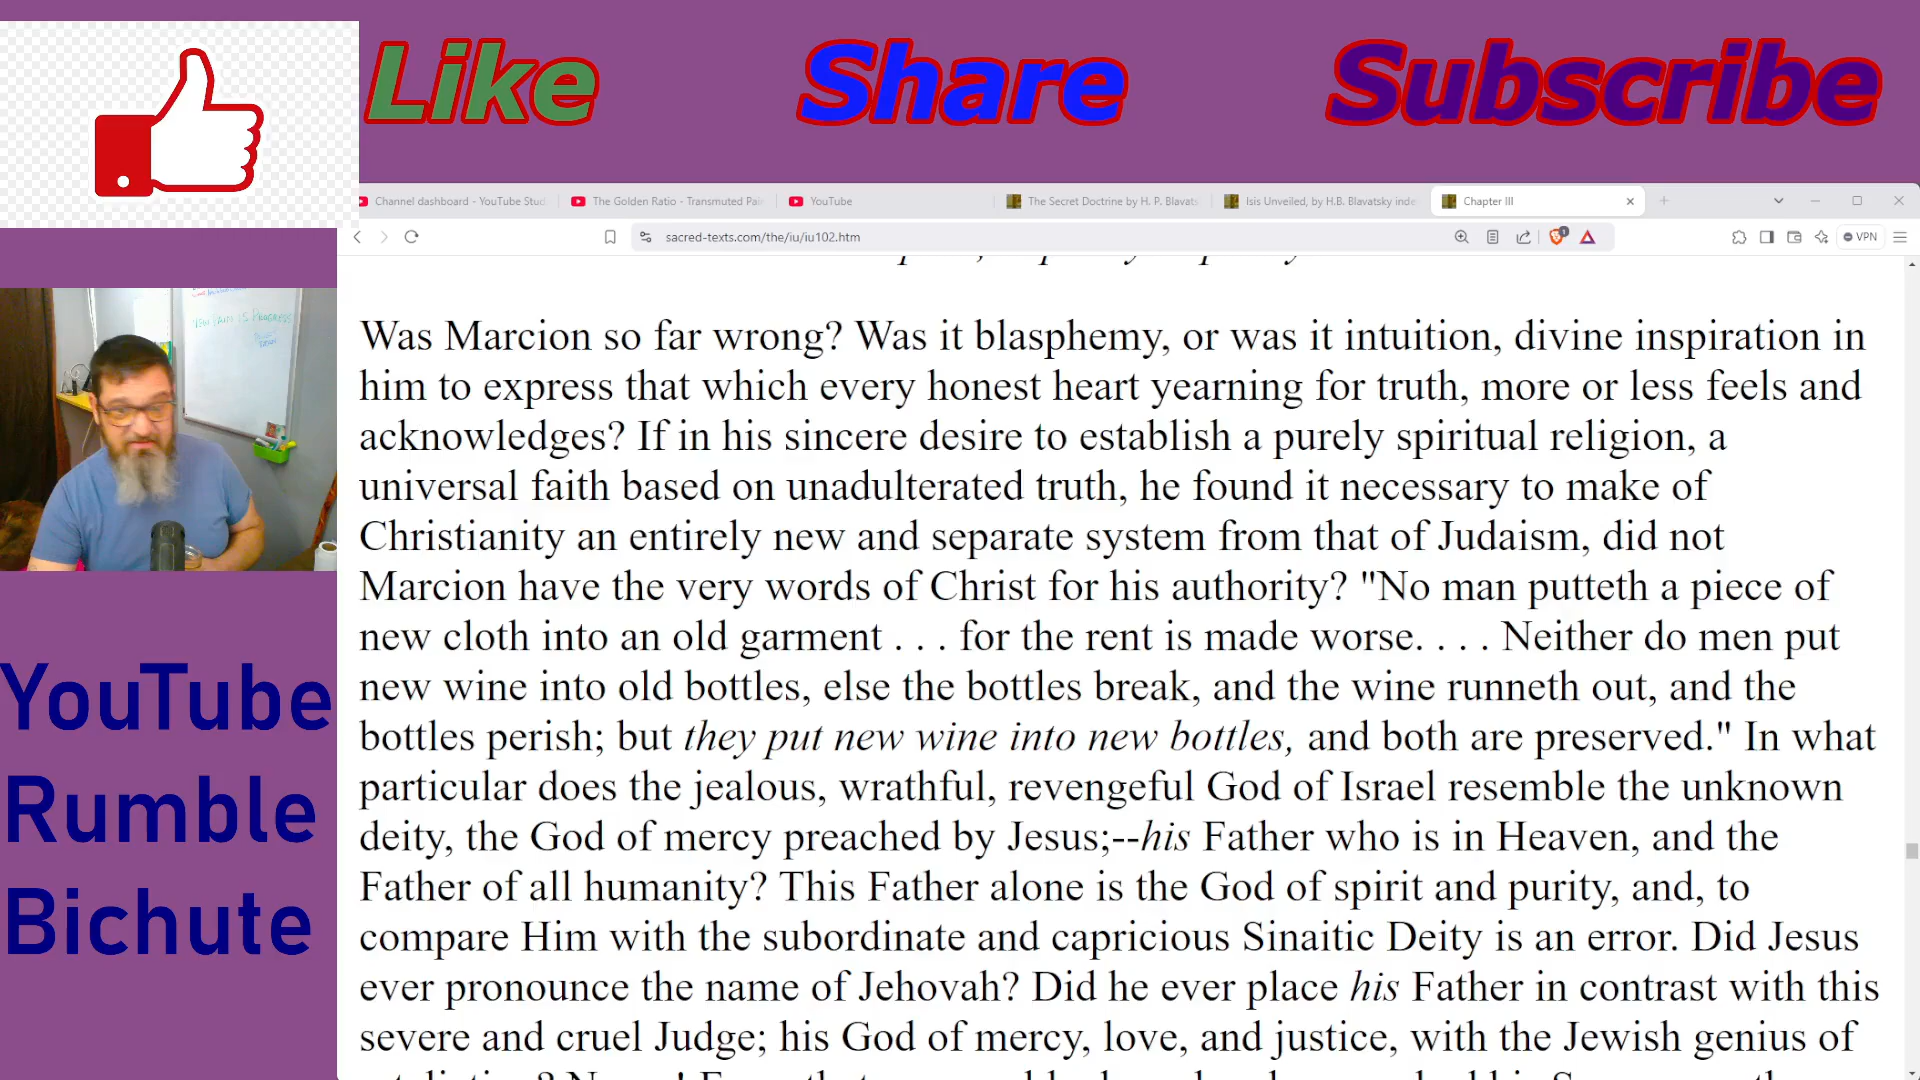 Like Share Subscribe
Channel dashboard - YouTube Stud
The Golden Ratio - Transmuted Pai
YouTube
The Secret Doctrine by H. P. Blavats
Isis Unveiled, by H.B. Blavatsky inde
Chapter III
sacred-texts.com/the/iu/iu102.htm
VPN
Was Marcion so far wrong? Was it blasphemy, or was it intuition, divine inspiration in
him to express that which every honest heart yearning for truth, more or less feels and
acknowledges? If in his sincere desire to establish a purely spiritual religion, a
universal faith based on unadulterated truth, he found it necessary to make of
Christianity an entirely new and separate system from that of Judaism, did not
Marcion have the very words of Christ for his authority? "No man putteth a piece of
new cloth into an old garment . . . for the rent is made worse. . . . Neither do men put
new wine into old bottles, else the bottles break, and the wine runneth out, and the
bottles perish; but they put new wine into new bottles, and both are preserved." In what
particular does the jealous, wrathful, revengeful God of Israel resemble the unknown
deity, the God of mercy preached by Jesus;--his Father who is in Heaven, and the
Father of all humanity? This Father alone is the God of spirit and purity, and, to
compare Him with the subordinate and capricious Sinaitic Deity is an error. Did Jesus
ever pronounce the name of Jehovah? Did he ever place his Father in contrast with this
severe and cruel Judge; his God of mercy, love, and justice, with the Jewish genius of
YouTube
Rumble
Bichute